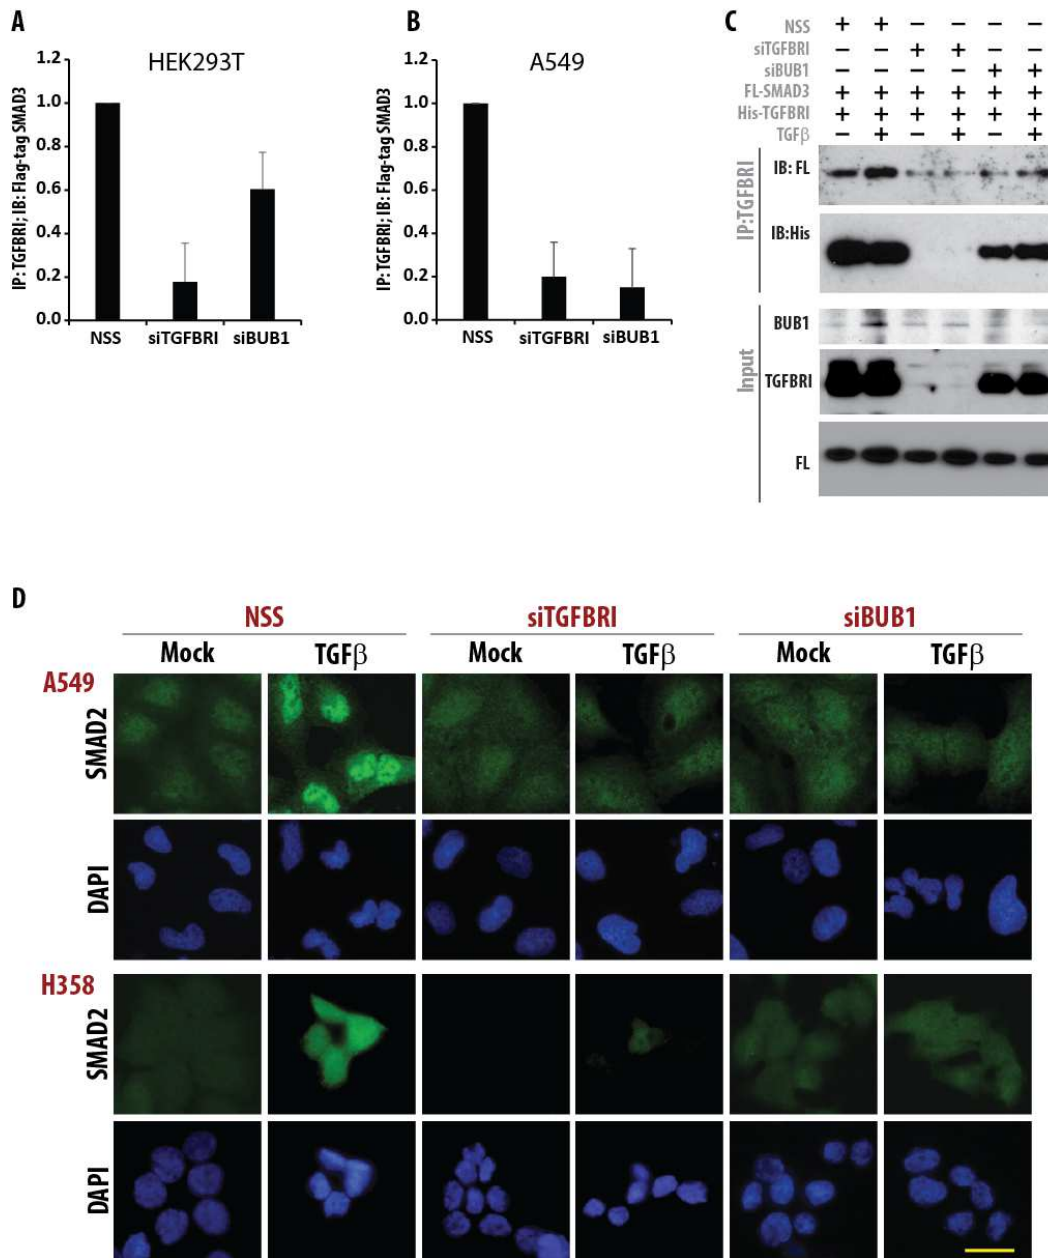 A
HEK293T
IP: TGFBRI; IB: Flag-tag SMAD3
1.2
1.0
0.8
0.6
0.4
0.2
0.0
NSS siTGFBRI siBUB1
B
A549
IP: TGFBRI; IB: Flag-tag SMAD3
1.2
1.0
0.8
0.6
0.4
0.2
0.0
NSS siTGFBRI siBUB1
C
NSS + + – – – –
siTGFBRI – – + + – –
siBUB1 – – – – + +
FL-SMAD3 + + + + + +
His-TGFBRI + + + + + +
TGFβ – + – + – +
IP:TGFBRI
IB: FL
IB:His
Input
BUB1
TGFBRI
FL
D
NSS siTGFBRI siBUB1
Mock TGFβ Mock TGFβ Mock TGFβ
A549
SMAD2
DAPI
H358
SMAD2
DAPI